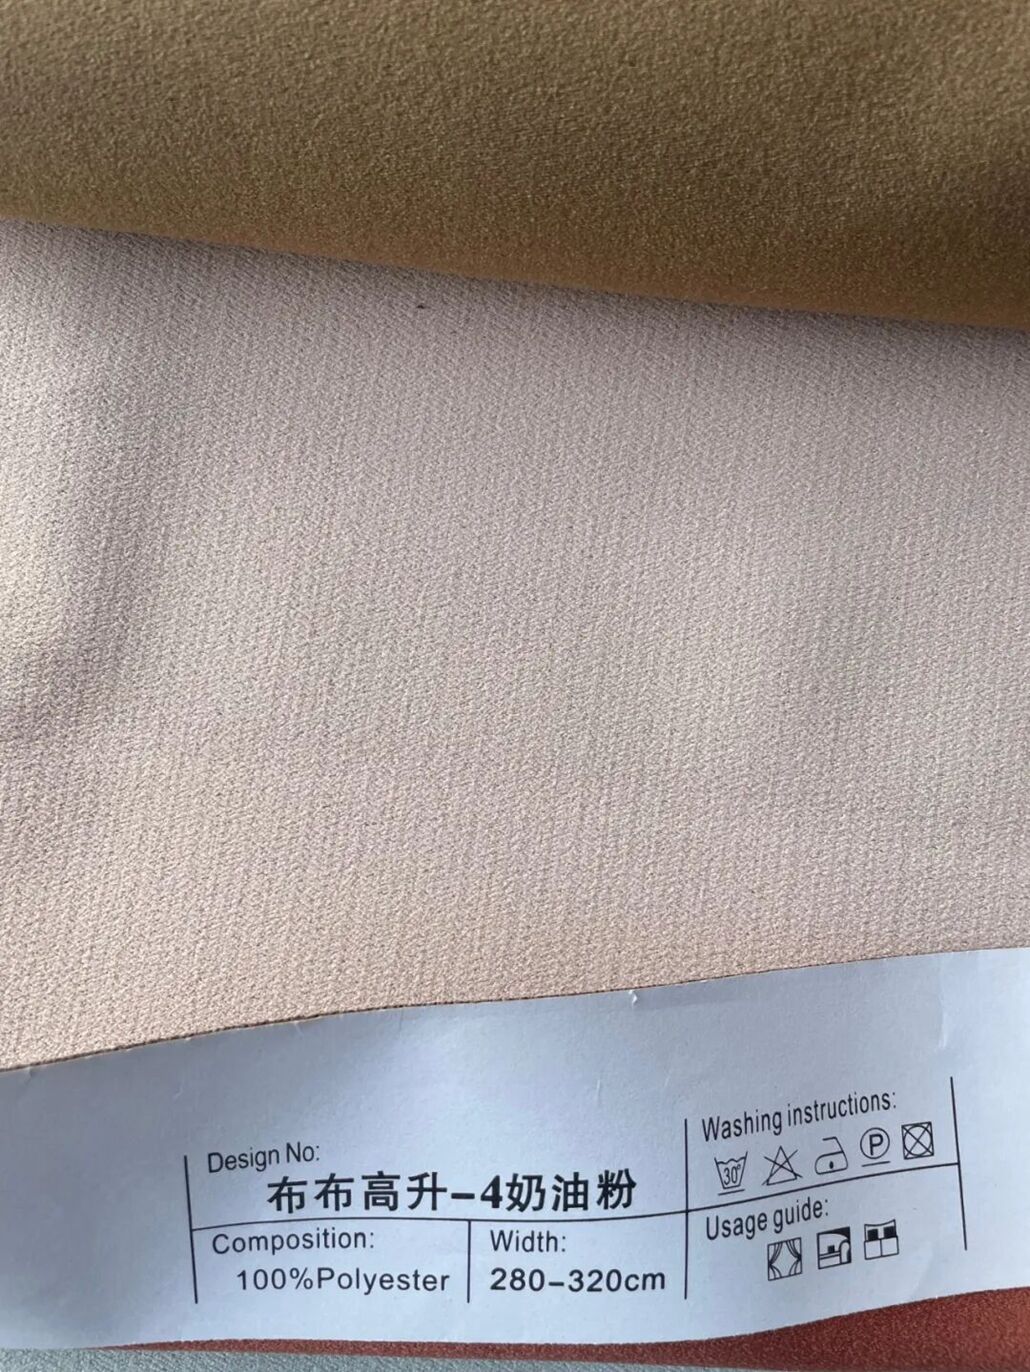 Design No:
布布高升-4奶油粉
Composition:
100%Polyester
Width:
280-320cm
Washing instructions:
30°
P
Usage guide: